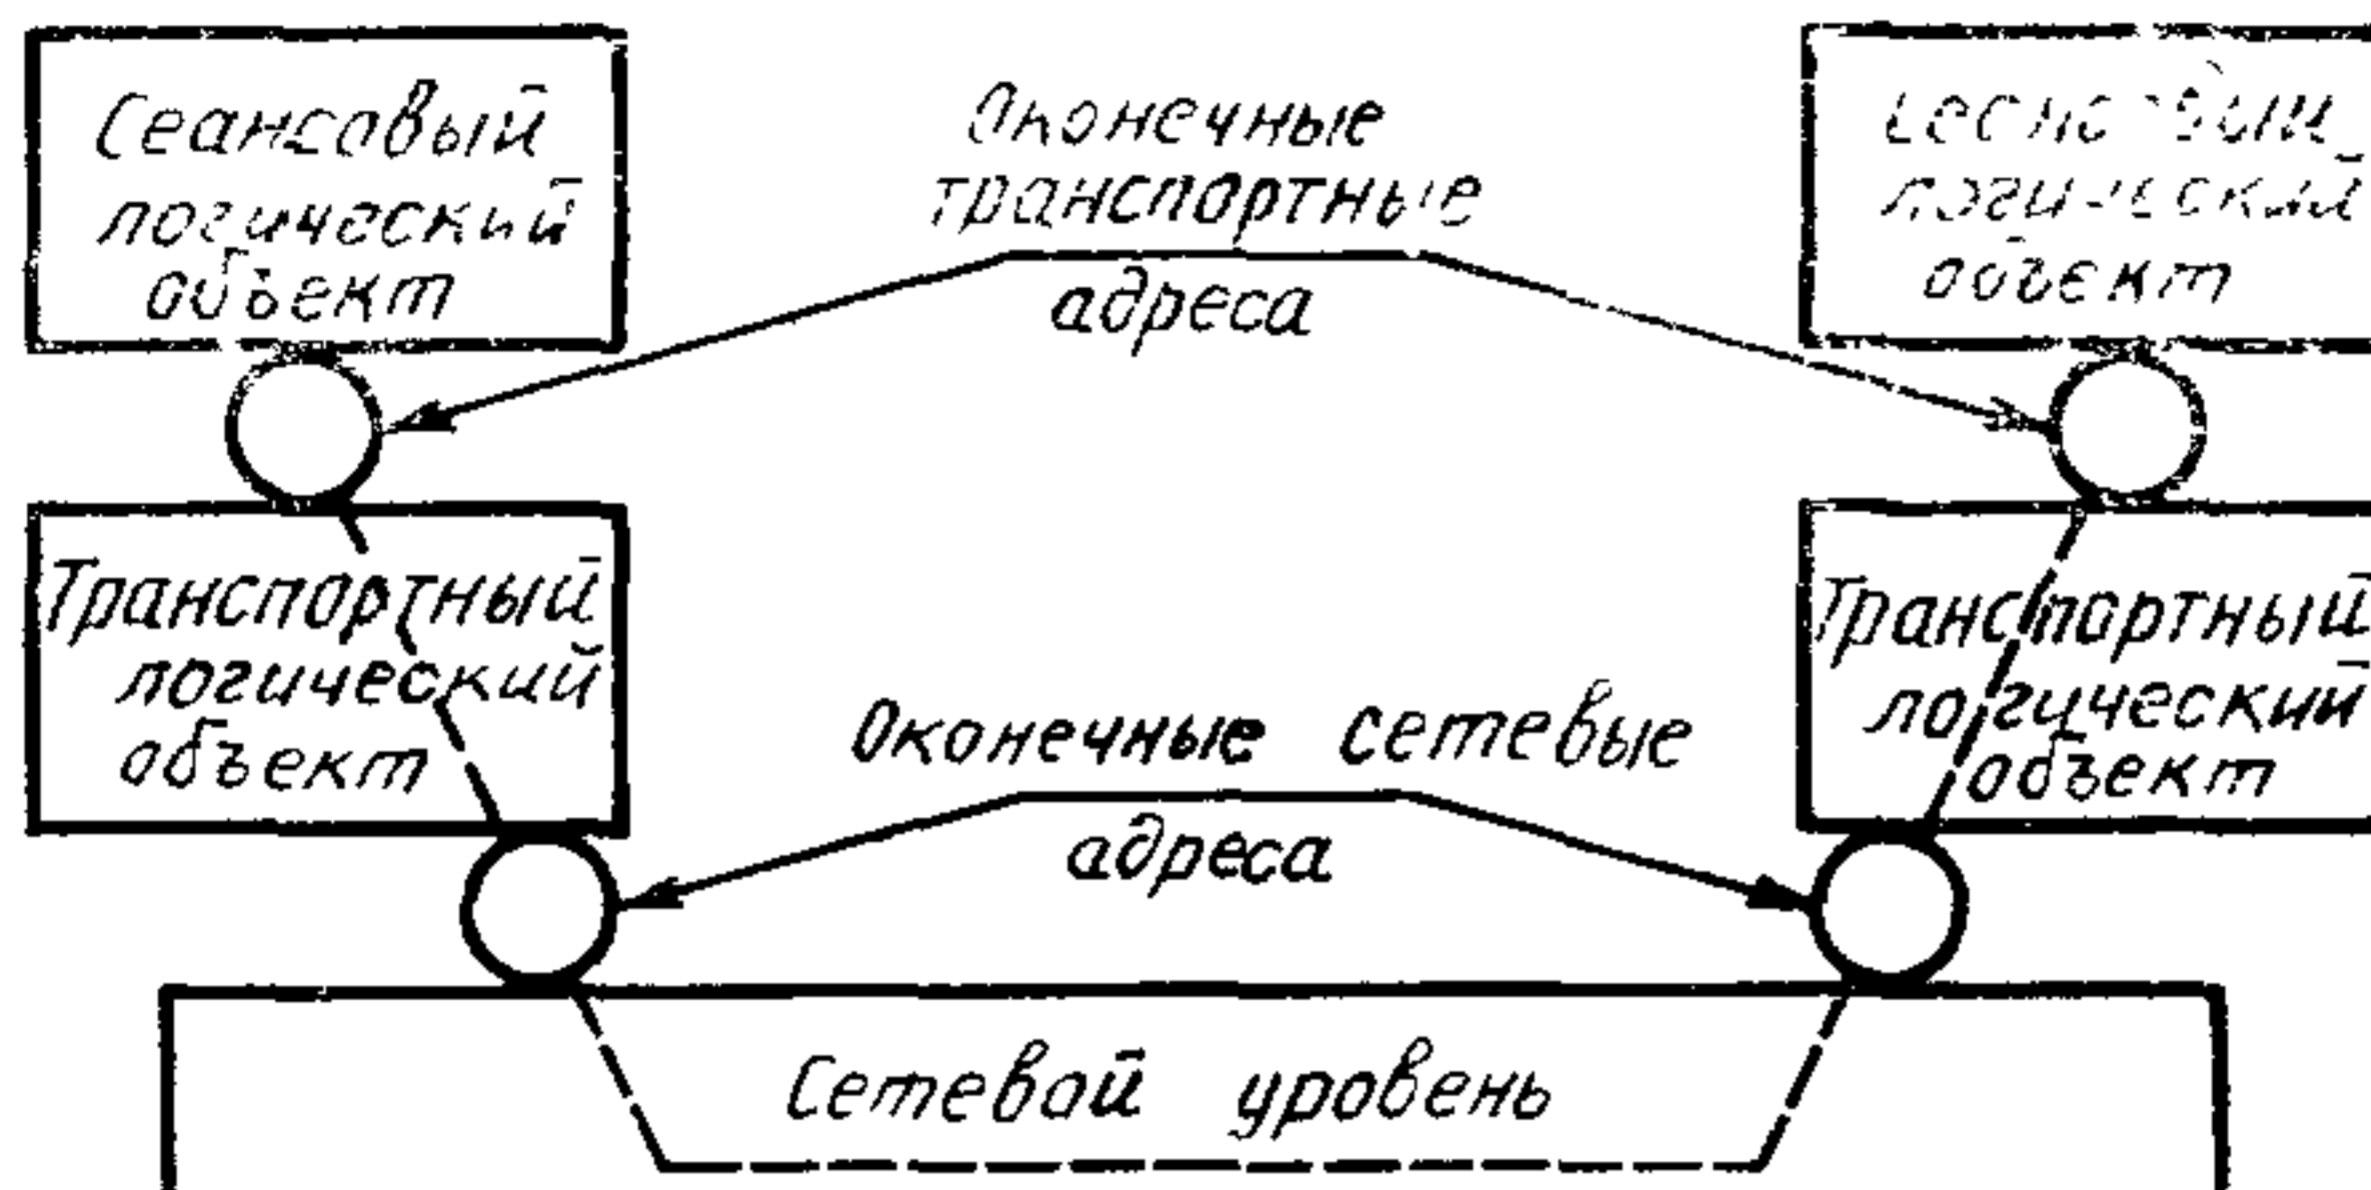 Сеансовый
логический
объект
Оконечные
транспортные
адреса
Сеансовый
логический
объект
Транспортный
логический
объект
Оконечные сетевые
адреса
Транспортный
логический
объект
Сетевой уровень